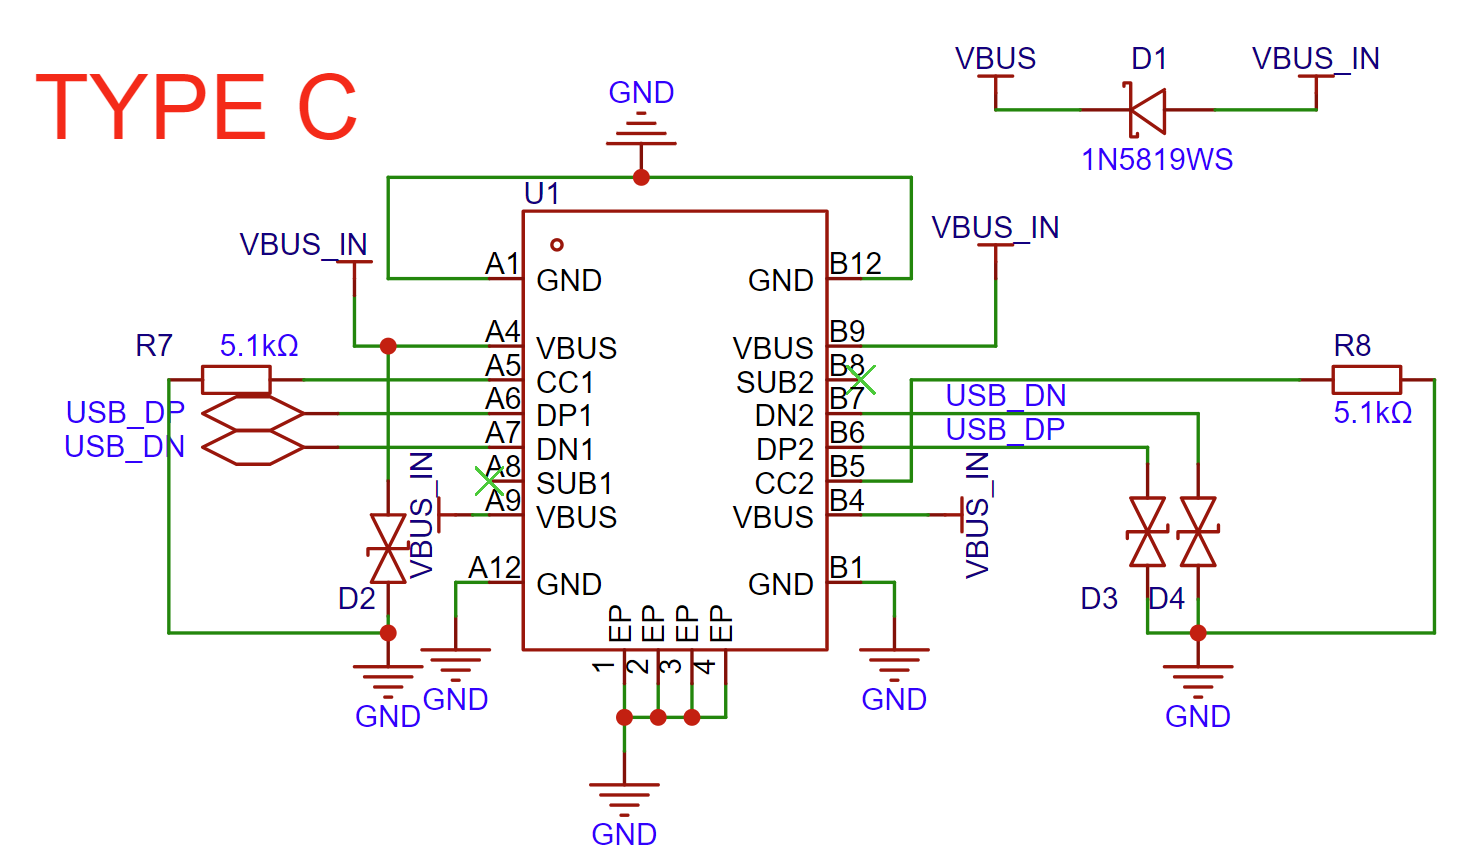 TYPE C
GND
VBUS
D1
VBUS_IN
1N5819WS
U1
VBUS_IN
VBUS_IN
A1
GND
GND
B12
A4
VBUS
VBUS
B9
R7
5.1kΩ
A5
CC1
SUB2
B8
R8
5.1kΩ
USB_DP
A6
DP1
DN2
B7
USB_DN
USB_DN
A7
DN1
DP2
B6
USB_DP
A8
SUB1
CC2
B5
VBUS_IN
A9
VBUS
VBUS
B4
VBUS_IN
D2
A12
GND
GND
B1
D3
D4
EP
EP
EP
EP
1
2
3
4
GND
GND
GND
GND
GND